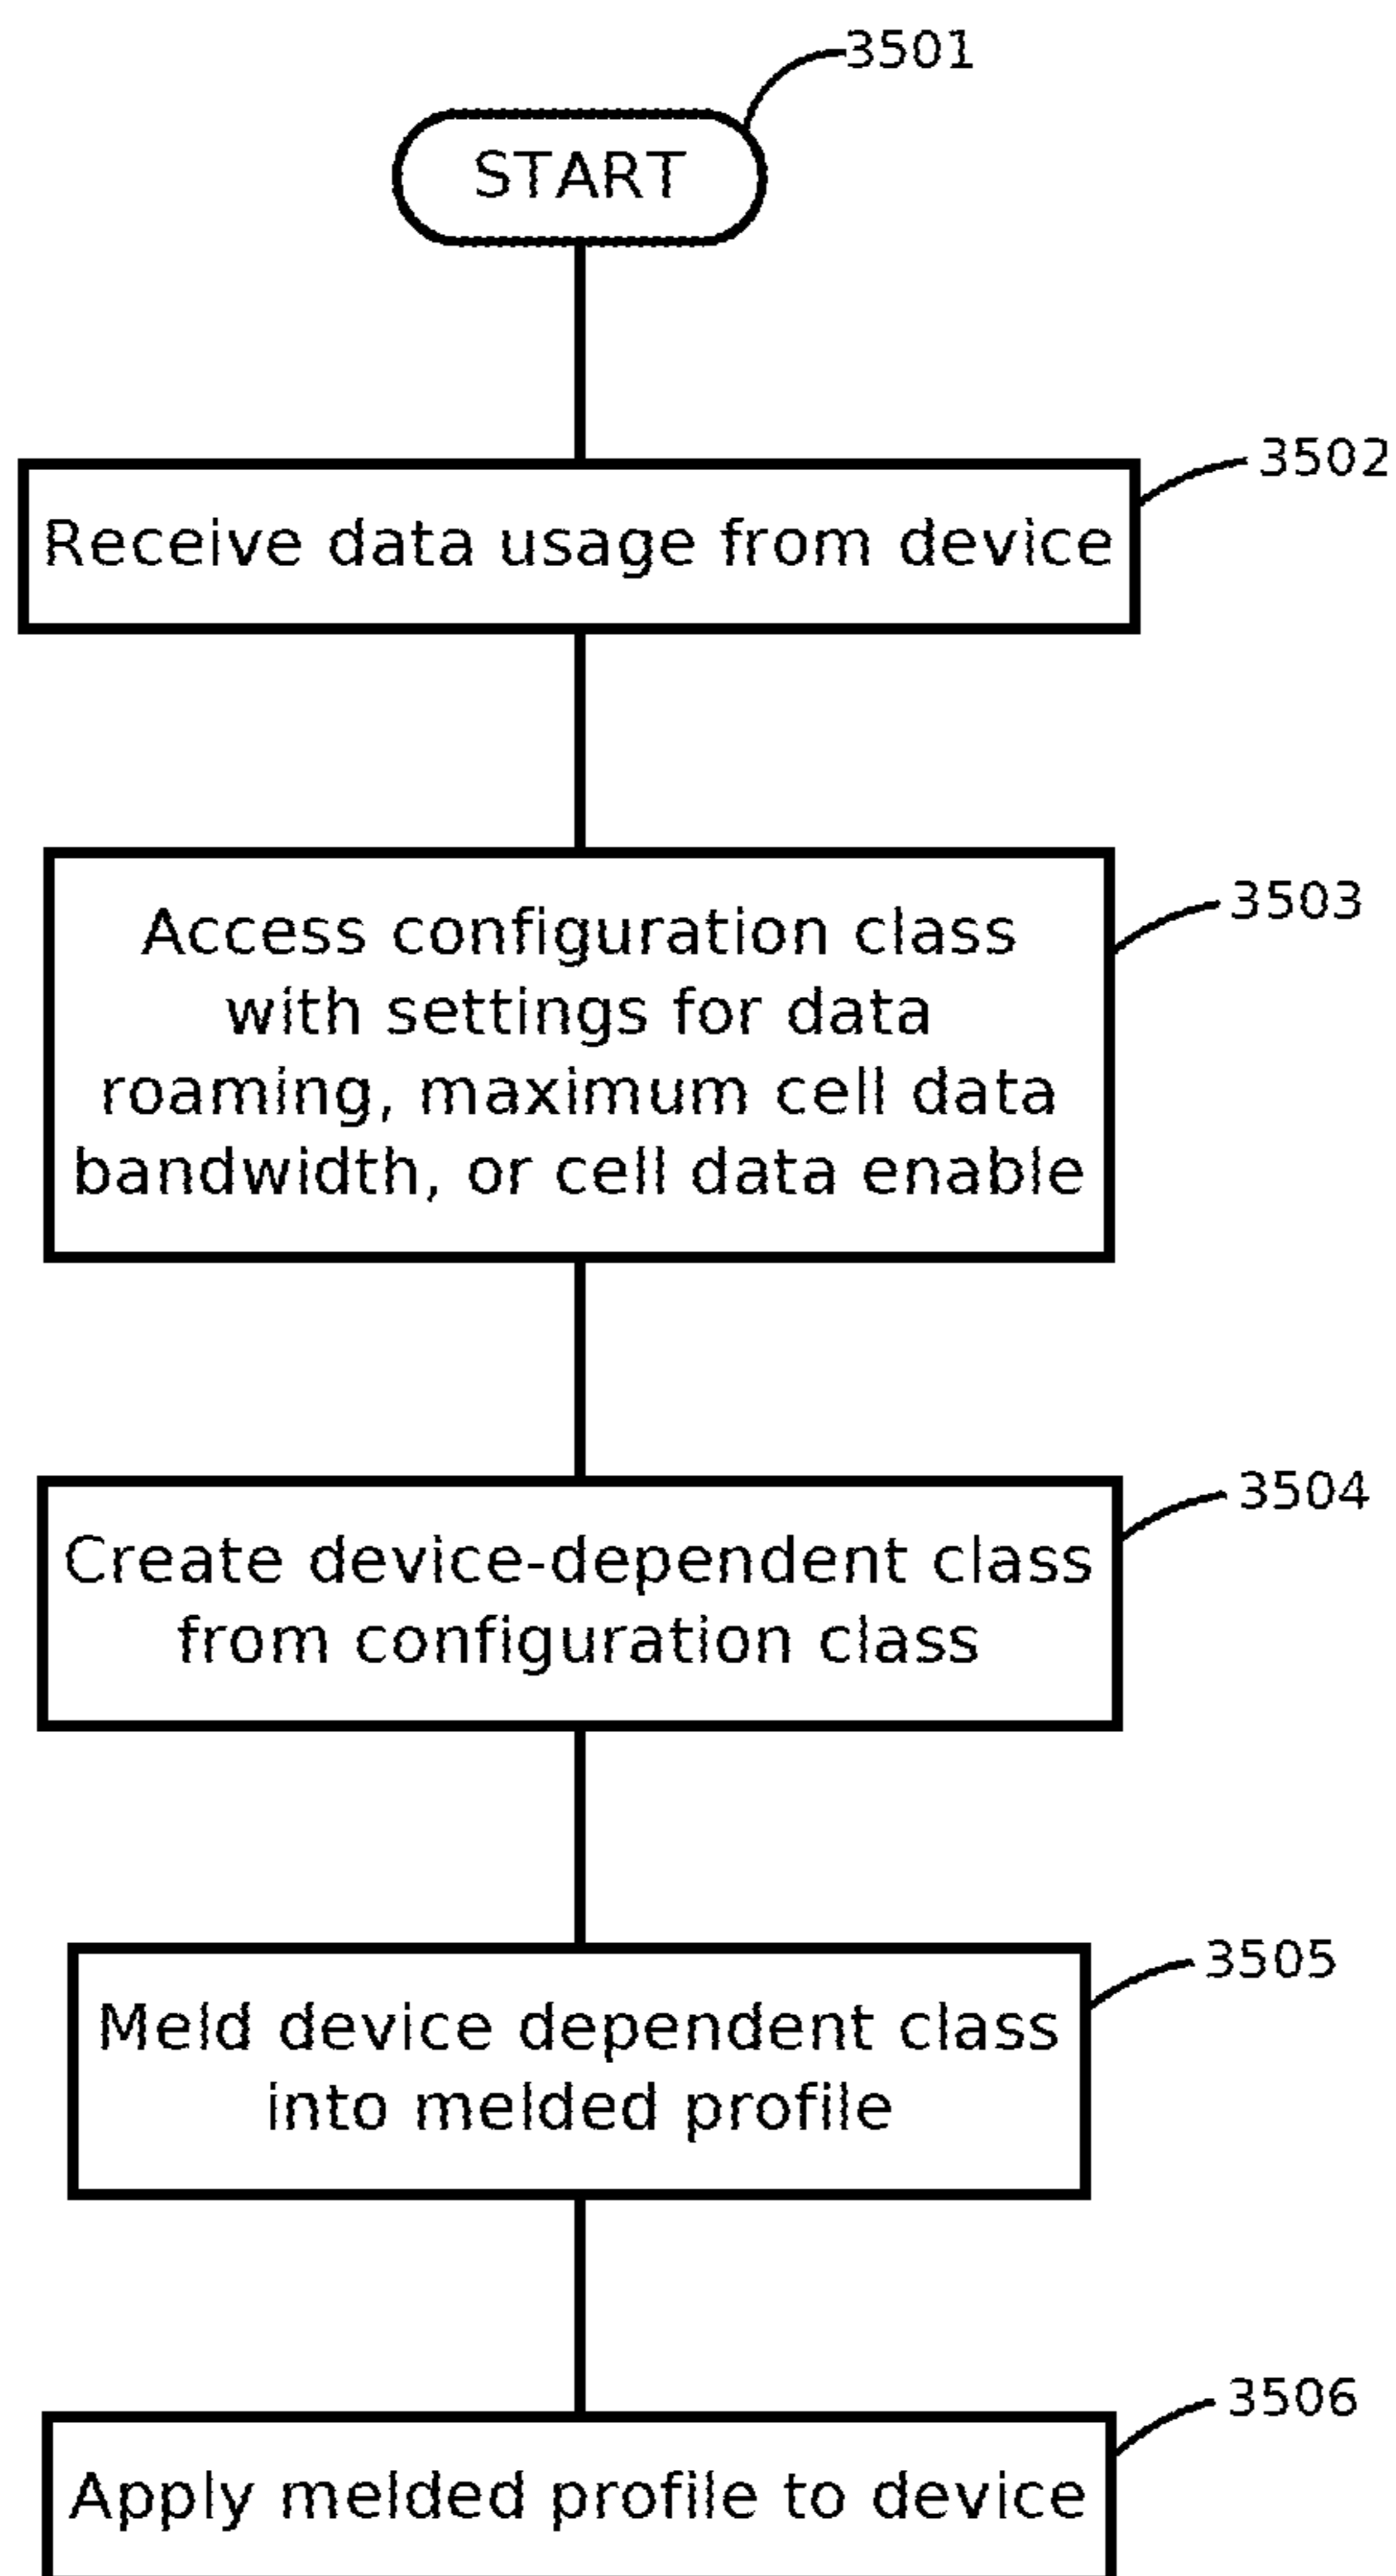 3501
START
3502
Receive data usage from device
3503
Access configuration class
with settings for data
roaming, maximum cell data
bandwidth, or cell data enable
3504
Create device-dependent class
from configuration class
3505
Meld device dependent class
into melded profile
3506
Apply melded profile to device